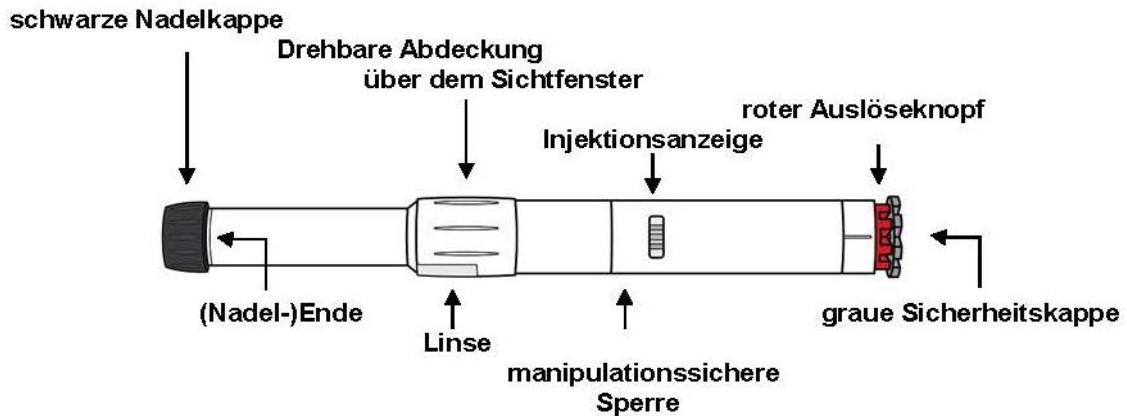 schwarze Nadelkappe
Drehbare Abdeckung
über dem Sichtfenster
roter Auslöseknopf
Injektionsanzeige
(Nadel-)Ende
Linse
graue Sicherheitskappe
manipulationssichere
Sperre